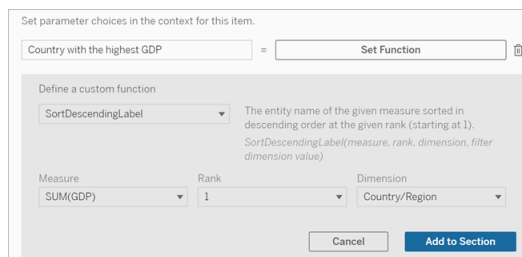 Set parameter choices in the context for this item.
Country with the highest GDP = Set Function
Define a custom function
SortDescendingLabel
The entity name of the given measure sorted in
descending order at the given rank (starting at 1).
SortDescendingLabel(measure, rank, dimension, filter
dimension value)
Measure Rank Dimension
SUM(GDP) 1 Country/Region
Cancel Add to Section